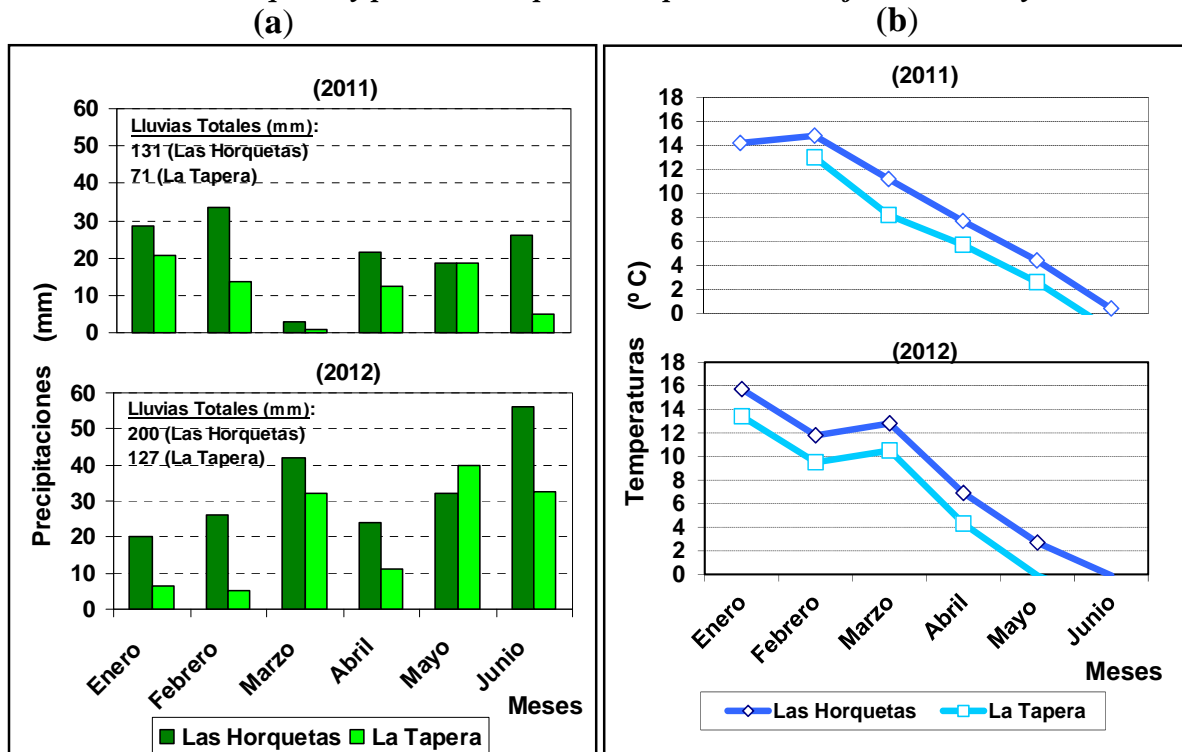 (a)
(2011)
60
50
40
30
20
10
0
Lluvias Totales (mm):
131 (Las Horquetas)
71 (La Tapera)
(2012)
60
50
40
30
20
10
0
Lluvias Totales (mm):
200 (Las Horquetas)
127 (La Tapera)
Precipitaciones (mm)
Enero
Febrero
Marzo
Abril
Mayo
Junio
Meses
Las Horquetas
La Tapera
(b)
(2011)
18
16
14
12
10
8
6
4
2
0
(2012)
18
16
14
12
10
8
6
4
2
0
Temperaturas (º C)
Enero
Febrero
Marzo
Abril
Mayo
Junio
Meses
Las Horquetas
La Tapera